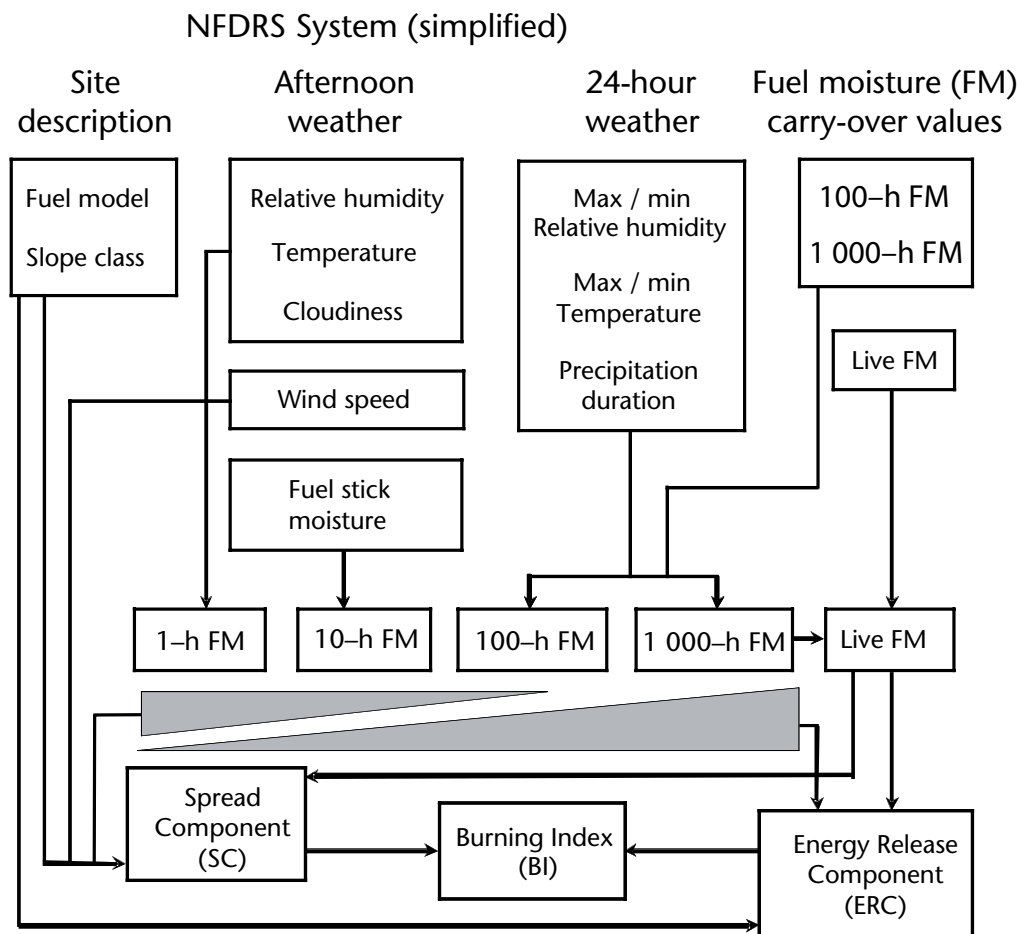 NFDRS System (simplified)
Site
description
Afternoon
weather
24-hour
weather
Fuel moisture (FM)
carry-over values
Fuel model
Slope class
Relative humidity
Temperature
Cloudiness
Max / min
Relative humidity
Max / min
Temperature
Precipitation
duration
100–h FM
1 000–h FM
Live FM
Wind speed
Fuel stick
moisture
1–h FM
10–h FM
100–h FM
1 000–h FM
Live FM
Spread
Component
(SC)
Burning Index
(BI)
Energy Release
Component
(ERC)